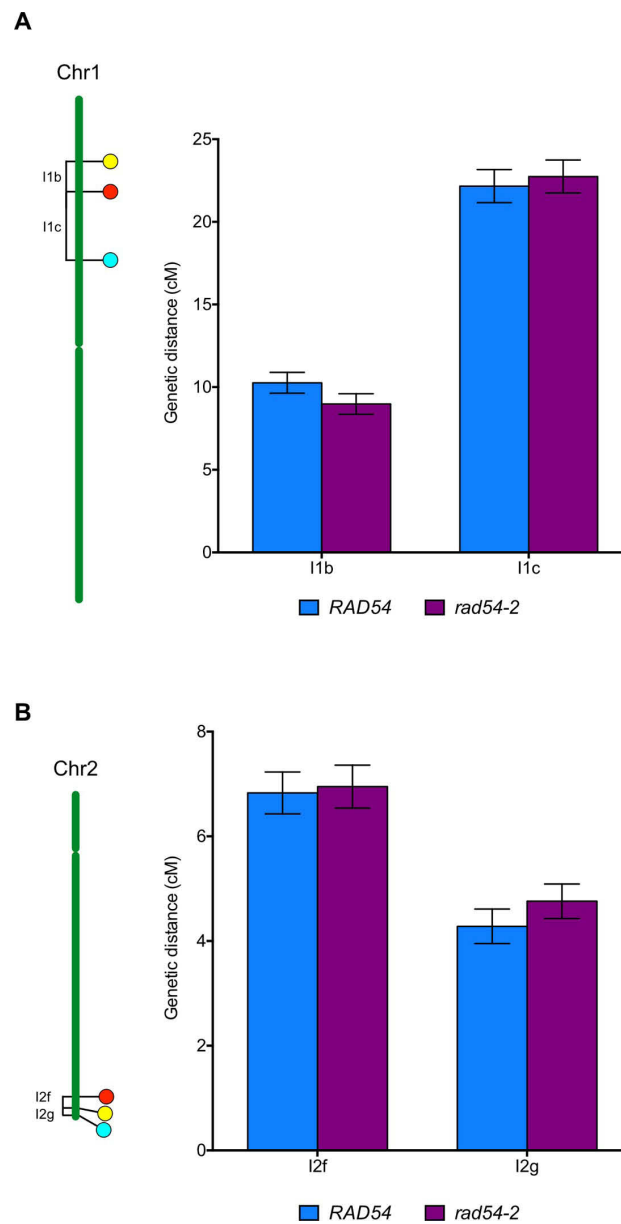 A
Chr1
I1b
I1c
Genetic distance (cM)
25
20
15
10
5
0
I1b I1c
RAD54 rad54-2
B
Chr2
I2f
I2g
Genetic distance (cM)
8
6
4
2
0
I2f I2g
RAD54 rad54-2